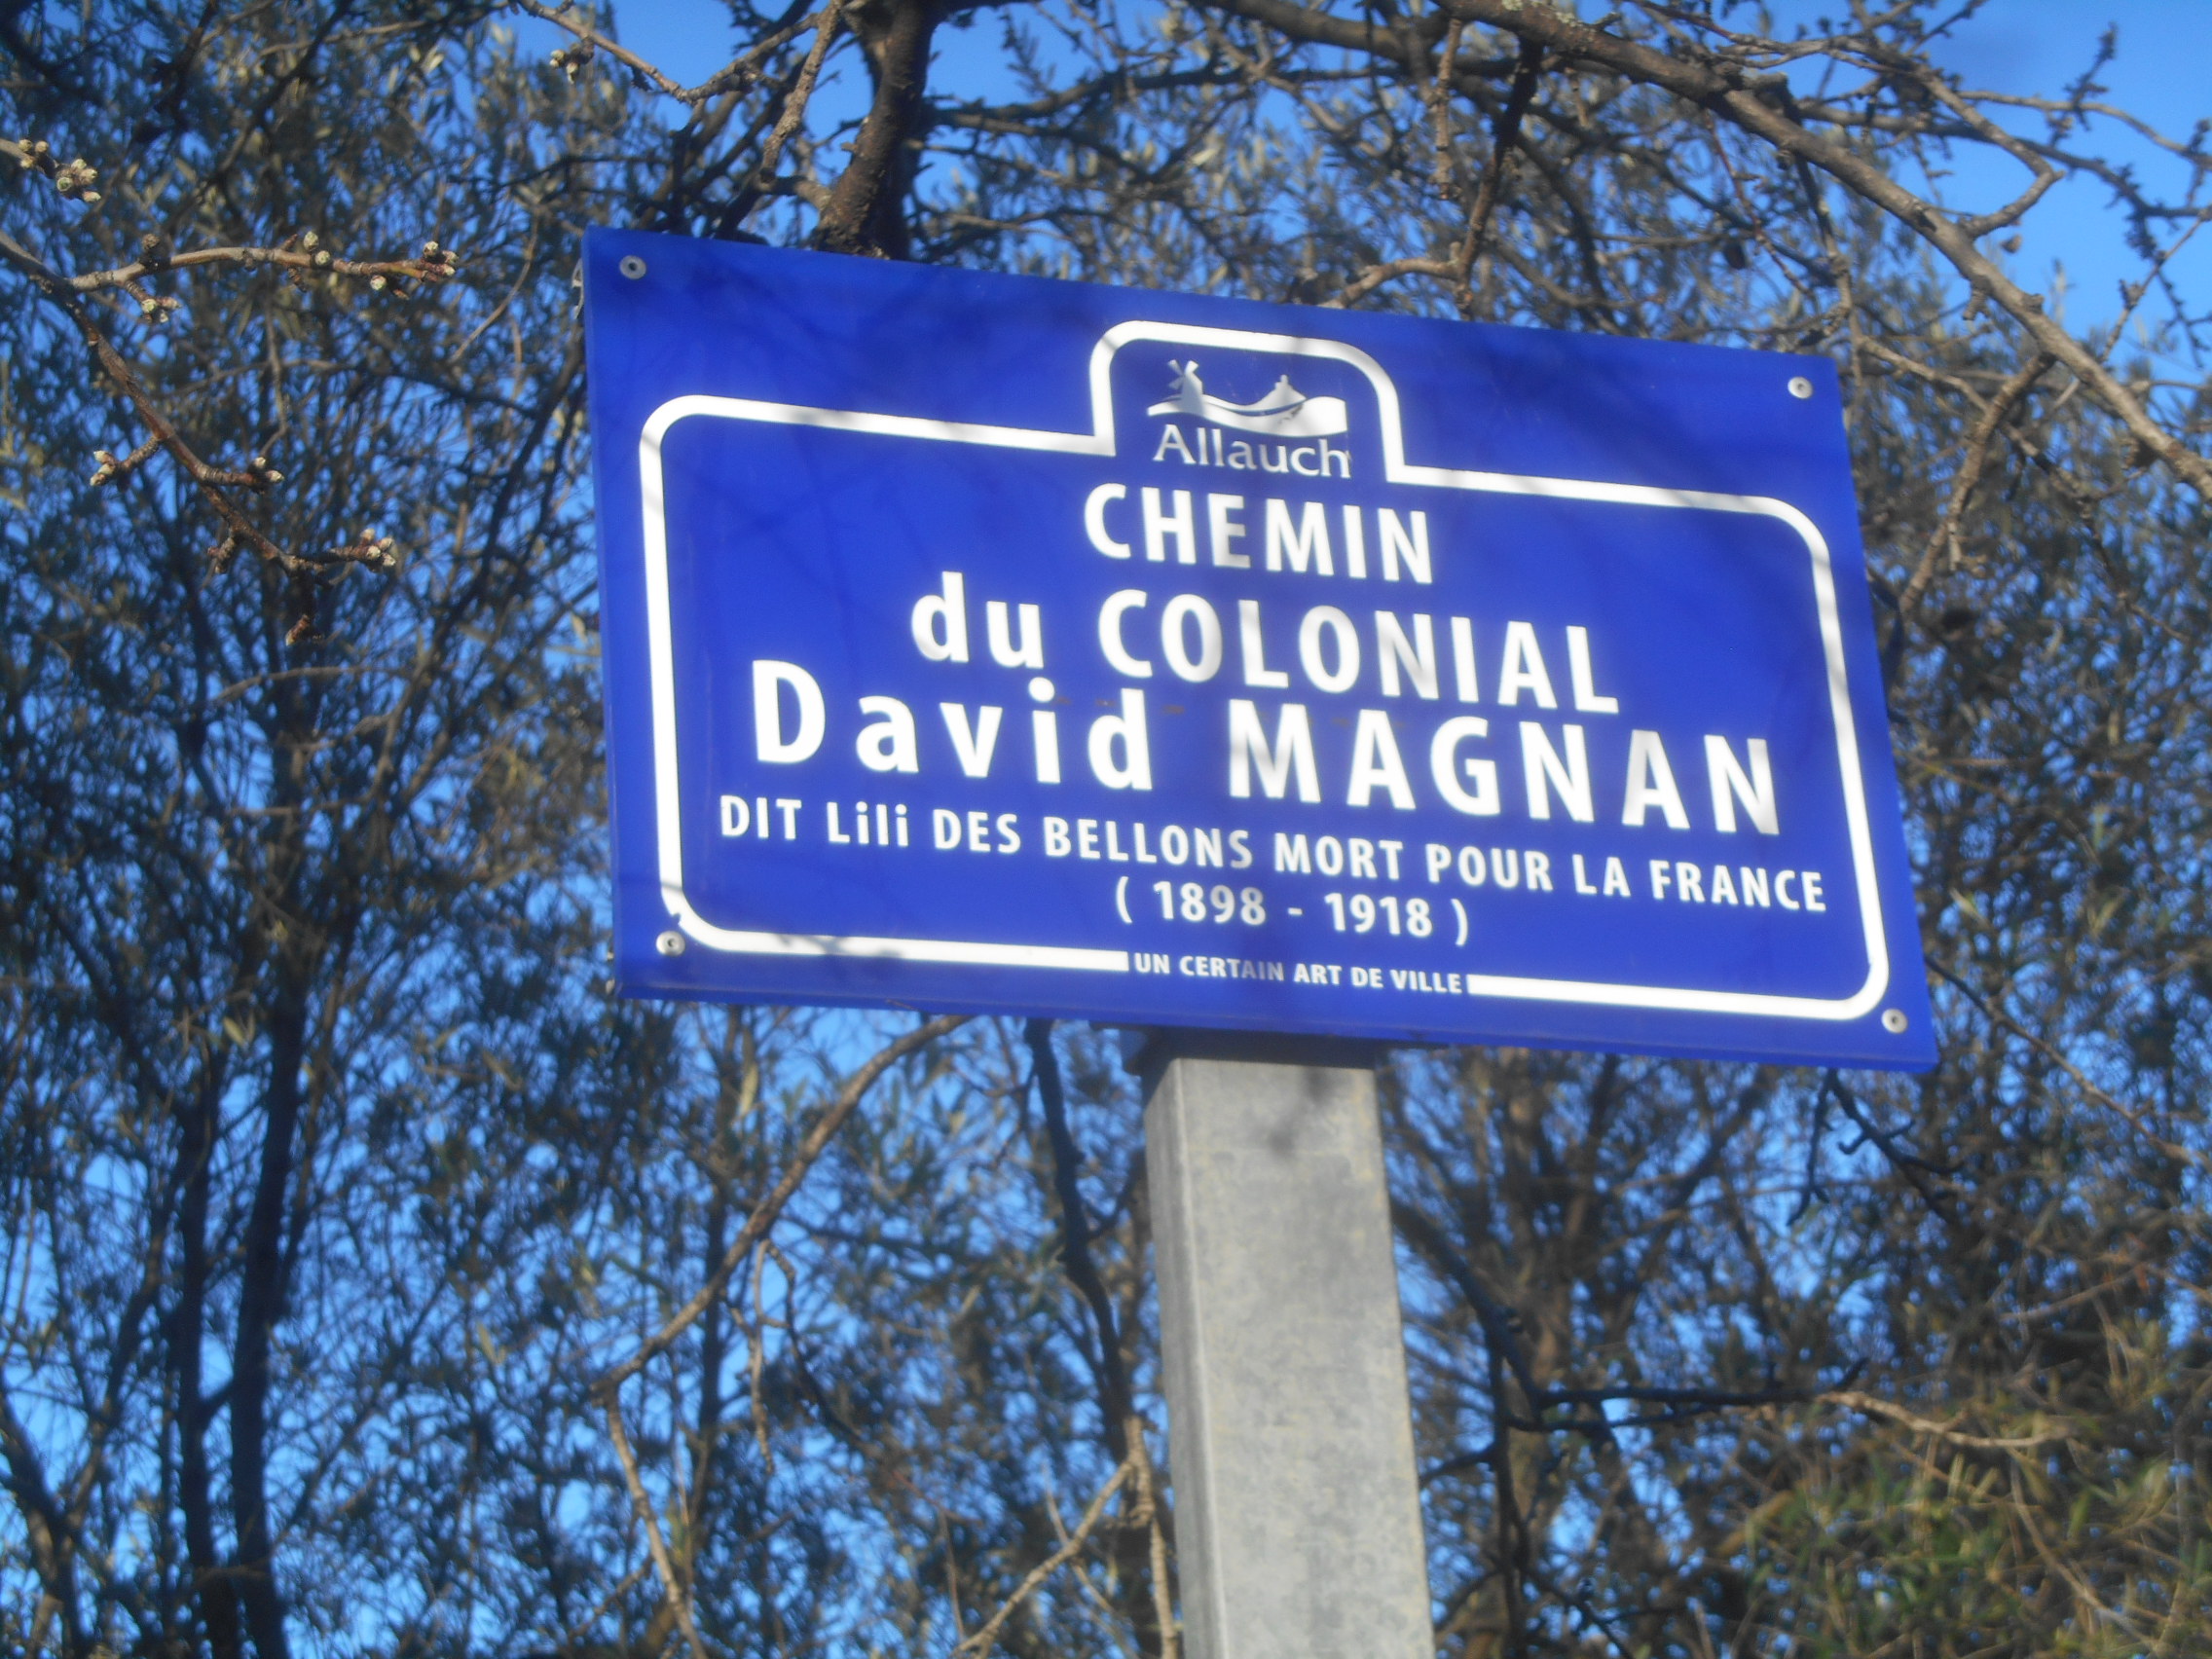 Allauch
CHEMIN
du COLONIAL
David MAGNAN
DIT Lili DES BELLONS MORT POUR LA FRANCE
( 1898 - 1918 )
UN CERTAIN ART DE VILLE